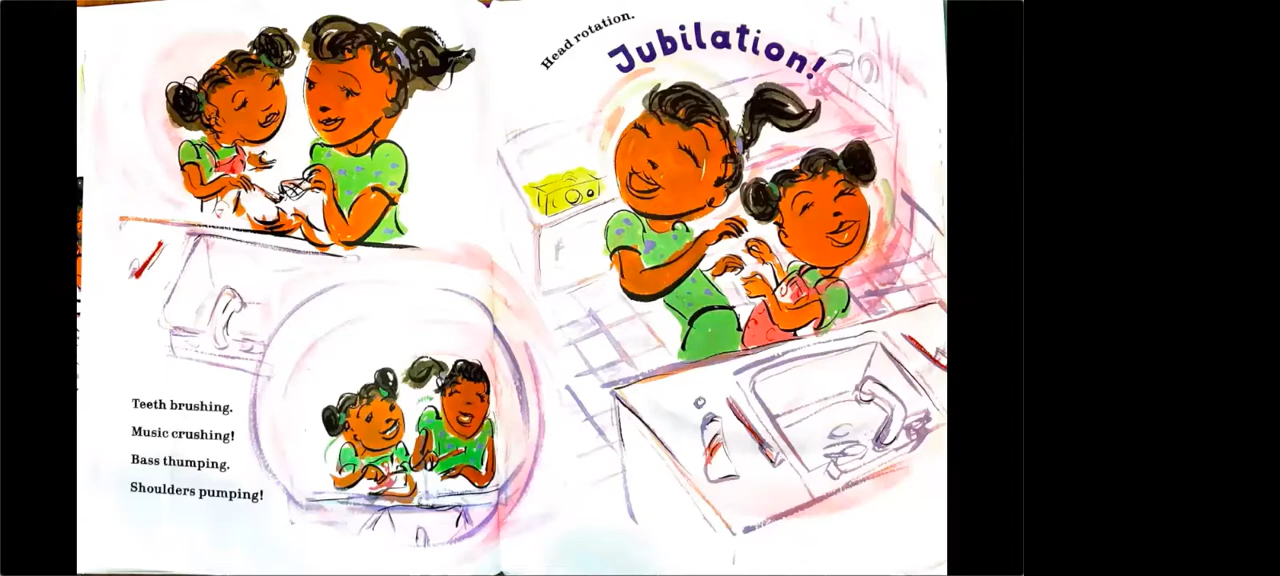 Teeth brushing.
Music crushing!
Bass thumping.
Shoulders pumping!
Head rotation.
Jubilation!